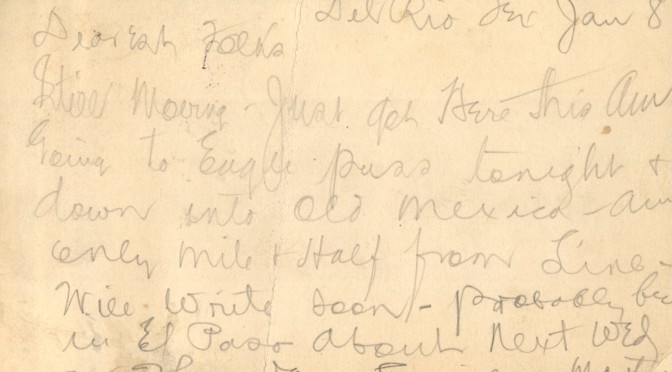 Del Rio Tex Jan 8
Dearest Folks
Still Moving - Just got Here this Am
Going to Eagle pass tonight +
down into Old Mexico - am
only Mile + Half from Line -
Will Write soon - probably be
in El Paso About Next Wed